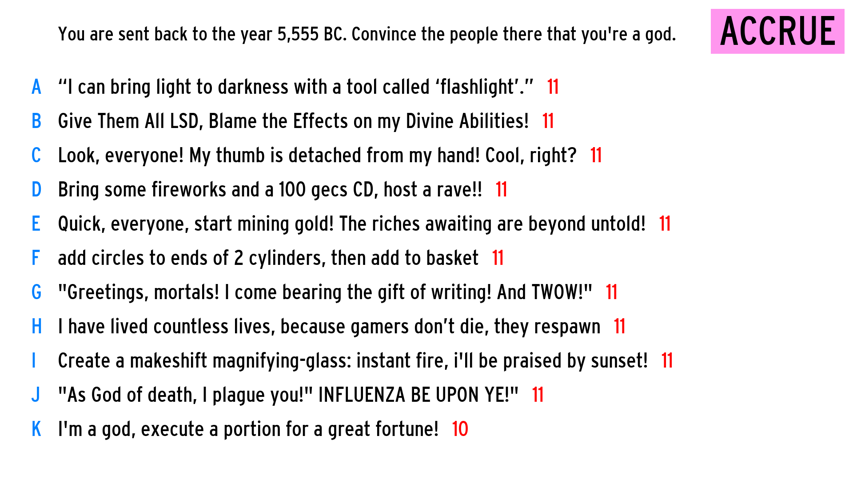 You are sent back to the year 5,555 BC. Convince the people there that you're a god.
ACCRUE
A “I can bring light to darkness with a tool called ‘flashlight’.” 11
B Give Them All LSD, Blame the Effects on my Divine Abilities! 11
C Look, everyone! My thumb is detached from my hand! Cool, right? 11
D Bring some fireworks and a 100 gecs CD, host a rave!! 11
E Quick, everyone, start mining gold! The riches awaiting are beyond untold! 11
F add circles to ends of 2 cylinders, then add to basket 11
G "Greetings, mortals! I come bearing the gift of writing! And TWOW!" 11
H I have lived countless lives, because gamers don’t die, they respawn 11
I Create a makeshift magnifying-glass: instant fire, i'll be praised by sunset! 11
J "As God of death, I plague you!" INFLUENZA BE UPON YE!" 11
K I'm a god, execute a portion for a great fortune! 10